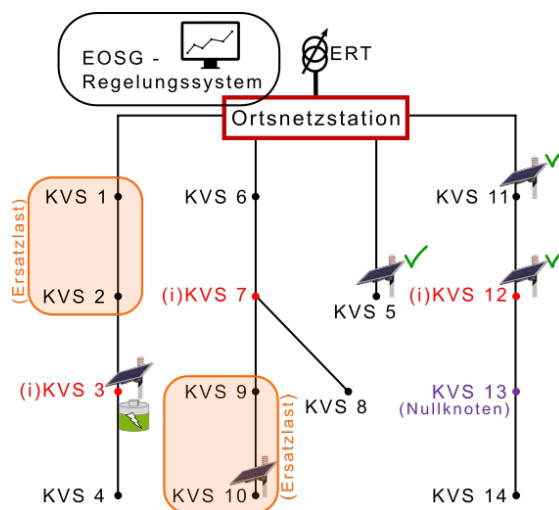 EOSG -
Regelungssystem
ERT
Ortsnetzstation
KVS 1
KVS 6
KVS 11
(Ersatzlast)
KVS 2
(i)KVS 7
KVS 5
(i)KVS 12
(i)KVS 3
KVS 9
KVS 8
KVS 13
(Nullknoten)
(Ersatzlast)
KVS 4
KVS 10
KVS 14